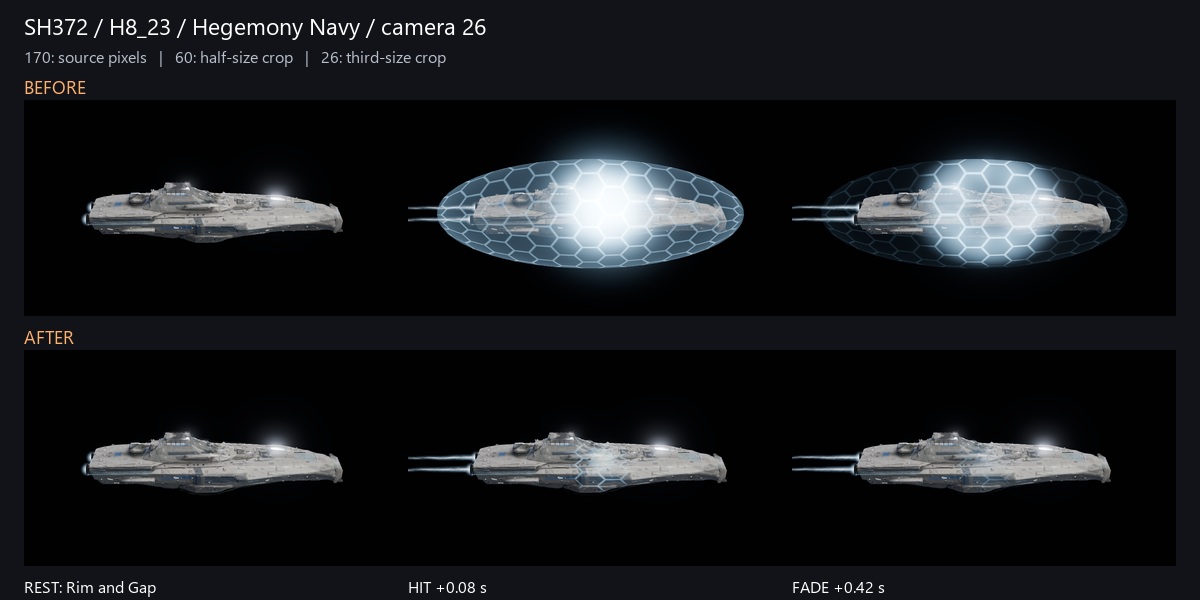 SH372 / H8_23 / Hegemony Navy / camera 26
170: source pixels | 60: half-size crop | 26: third-size crop
BEFORE
AFTER
REST: Rim and Gap
HIT +0.08 s
FADE +0.42 s